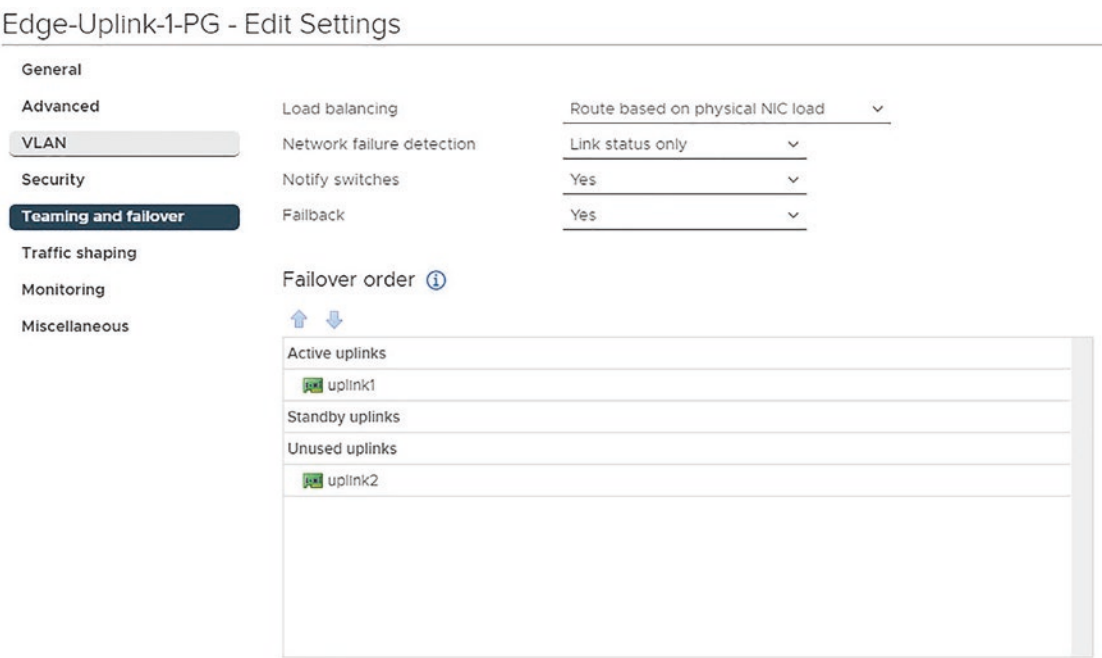 Edge-Uplink-1-PG - Edit Settings
General
Advanced
VLAN
Security
Teaming and failover
Traffic shaping
Monitoring
Miscellaneous
Load balancing Route based on physical NIC load
Network failure detection Link status only
Notify switches Yes
Failback Yes
Failover order
Active uplinks
uplink1
Standby uplinks
Unused uplinks
uplink2